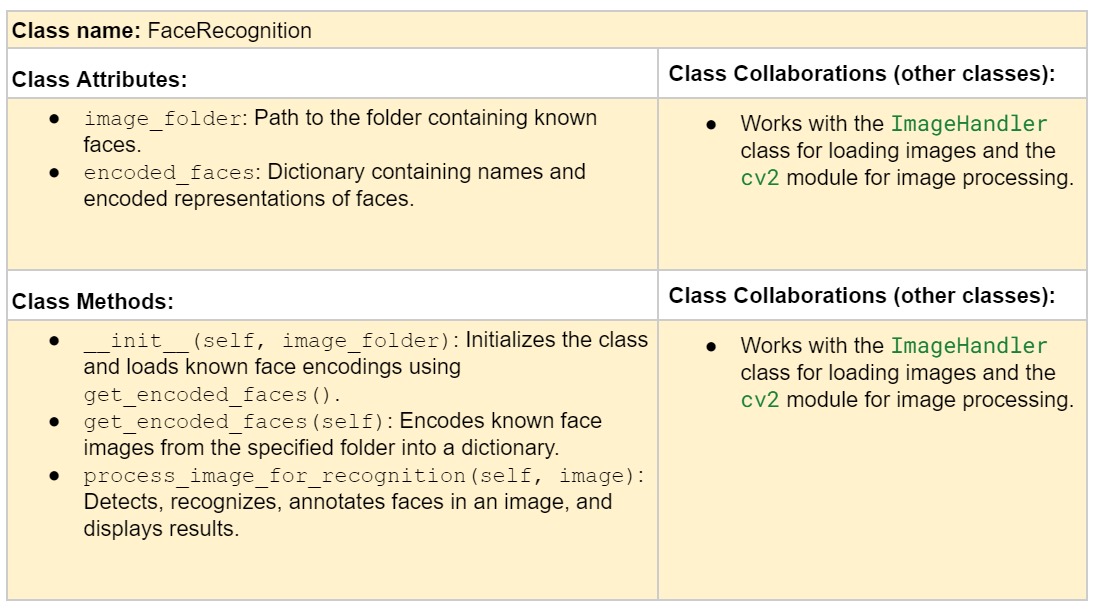 Class name: FaceRecognition
Class Attributes:
Class Collaborations (other classes):
● image_folder: Path to the folder containing known
faces.
● encoded_faces: Dictionary containing names and
encoded representations of faces.
● Works with the ImageHandler
class for loading images and the
cv2 module for image processing.
Class Methods:
Class Collaborations (other classes):
● __init__(self, image_folder): Initializes the class
and loads known face encodings using
get_encoded_faces().
● get_encoded_faces(self): Encodes known face
images from the specified folder into a dictionary.
● process_image_for_recognition(self, image):
Detects, recognizes, annotates faces in an image, and
displays results.
● Works with the ImageHandler
class for loading images and the
cv2 module for image processing.